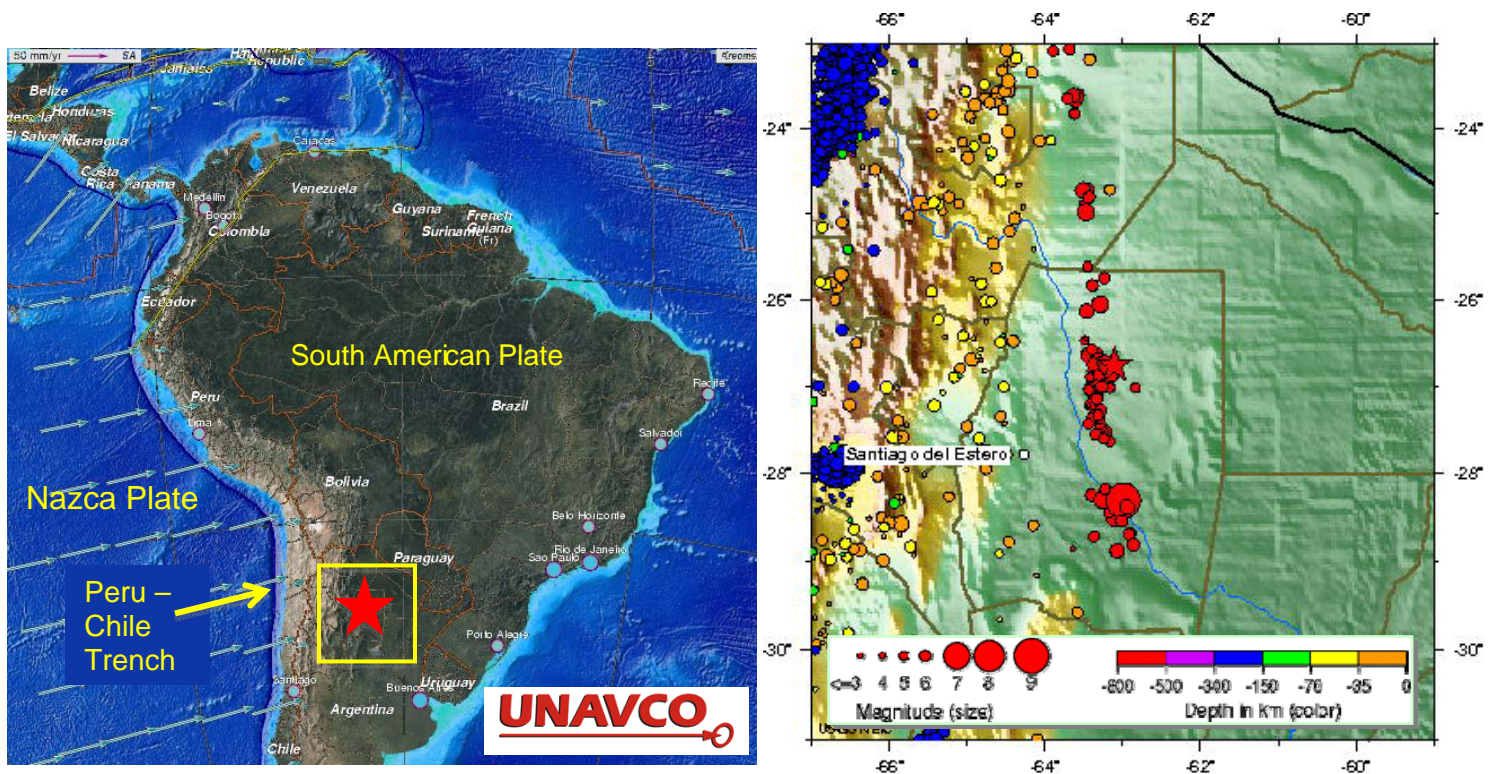 50 mm/yr
SA
Jamaica
Republic
Belize
Honduras
El Salvador
Nicaragua
Costa
Rica
Panama
Caracas
Venezuela
Medellin
Bogota
Colombia
Guyana
French
Guiana
(Fr)
Suriname
Ecuador
South American Plate
Peru
Brazil
Recife
Lima
Salvador
Nazca Plate
Bolivia
Belo Horizonte
Paraguay
Rio de Janeiro
Sao Paulo
Peru –
Chile
Trench
Porto Alegre
Santiago
Uruguay
Buenos Aires
Argentina
UNAVCO
Chile
-66° -64° -62° -60°
-24° -24°
-26° -26°
Santiago del Estero
-28° -28°
-30° -30°
<=3 4 5 6 7 8 9
Magnitude (size)
-800 -500 -300 -150 -70 -35 0
Depth in km (color)
-66° -64° -62° -60°